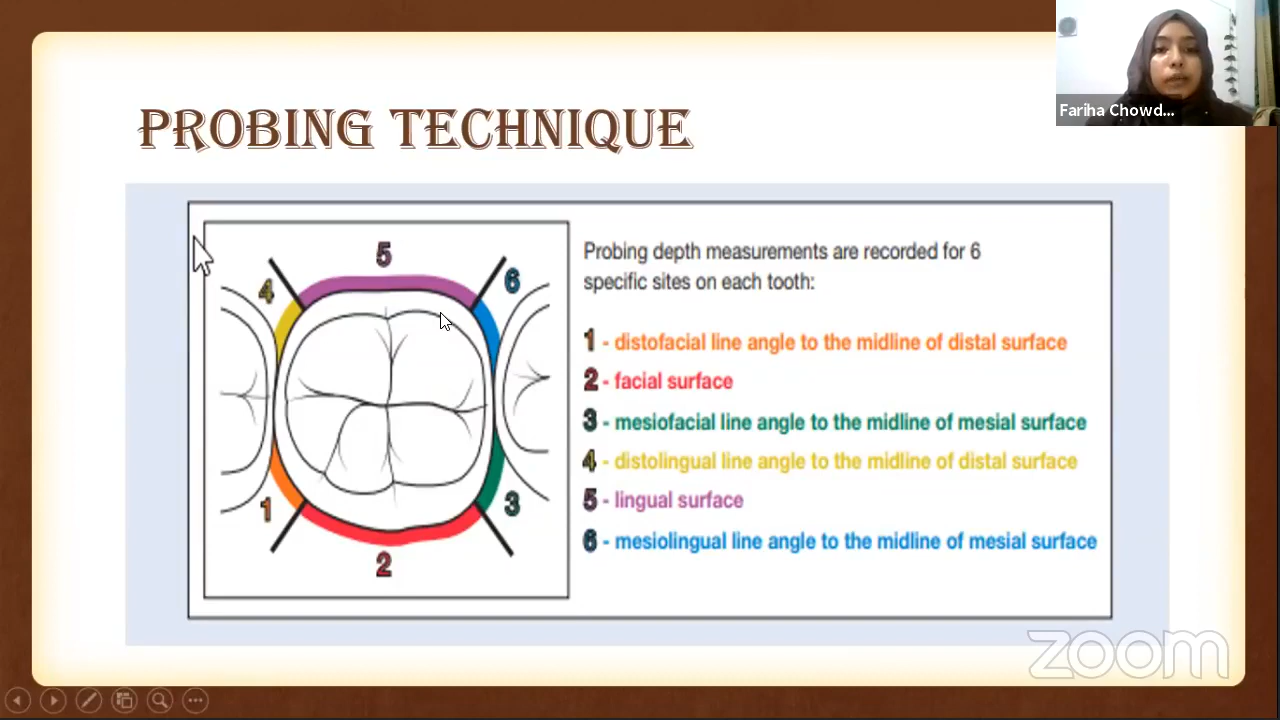 Fariha Chowd...
PROBING TECHNIQUE
5
4
6
1
3
2
Probing depth measurements are recorded for 6
specific sites on each tooth:
1 - distofacial line angle to the midline of distal surface
2 - facial surface
3 - mesiofacial line angle to the midline of mesial surface
4 - distolingual line angle to the midline of distal surface
5 - lingual surface
6 - mesiolingual line angle to the midline of mesial surface
zoom